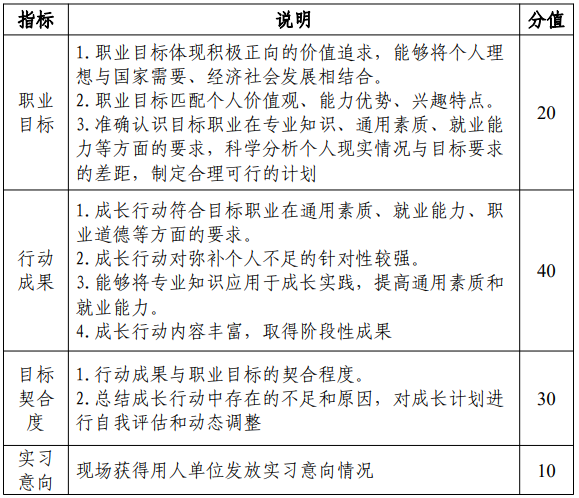 指标 说明 分值
职业目标
1.职业目标体现积极正向的价值追求，能够将个人理
想与国家需要、经济社会发展相结合。
2.职业目标匹配个人价值观、能力优势、兴趣特点。
3.准确认识目标职业在专业知识、通用素质、就业能
力等方面的要求，科学分析个人现实情况与目标要求
的差距，制定合理可行的计划
20
行动
成果
1.成长行动符合目标职业在通用素质、就业能力、职
业道德等方面的要求。
2.成长行动对弥补个人不足的针对性较强。
3.能够将专业知识应用于成长实践，提高通用素质和
就业能力。
4.成长行动内容丰富，取得阶段性成果
40
目标
契合
度
1.行动成果与职业目标的契合程度。
2.总结成长行动中存在的不足和原因，对成长计划进
行自我评估和动态调整
30
实习
意向
现场获得用人单位发放实习意向情况
10